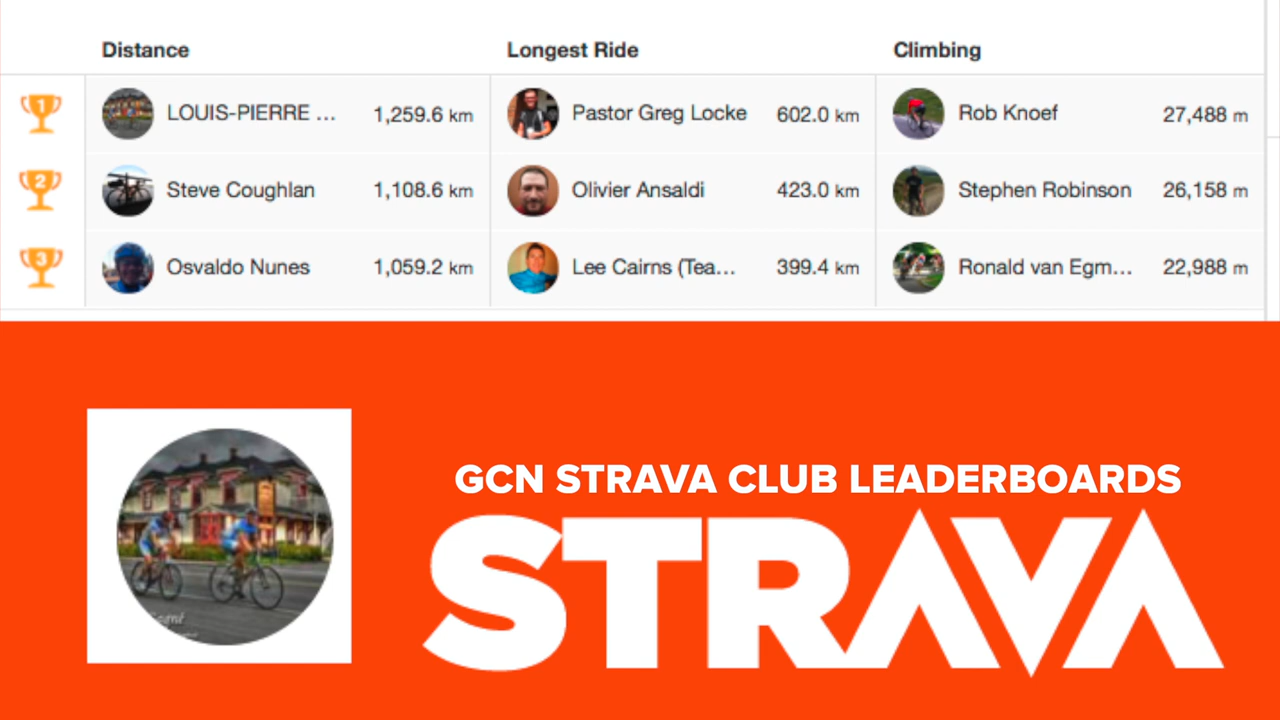 Distance Longest Ride Climbing
1 LOUIS-PIERRE ... 1,259.6 km Pastor Greg Locke 602.0 km Rob Knoef 27,488 m
2 Steve Coughlan 1,108.6 km Olivier Ansaldi 423.0 km Stephen Robinson 26,158 m
3 Osvaldo Nunes 1,059.2 km Lee Cairns (Tea... 399.4 km Ronald van Egm... 22,988 m
GCN STRAVA CLUB LEADERBOARDS
STRAVA